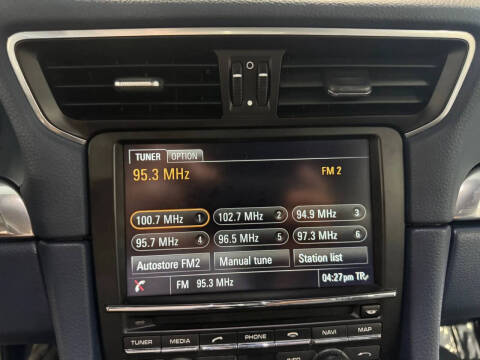 TUNER OPTION
95.3 MHz FM 2
100.7 MHz 1 102.7 MHz 2 94.9 MHz 3
95.7 MHz 4 96.5 MHz 5 97.3 MHz 6
Autostore FM2 Manual tune Station list
FM 95.3 MHz 04:27pm TR
TUNER MEDIA PHONE NAVI MAP
INFO